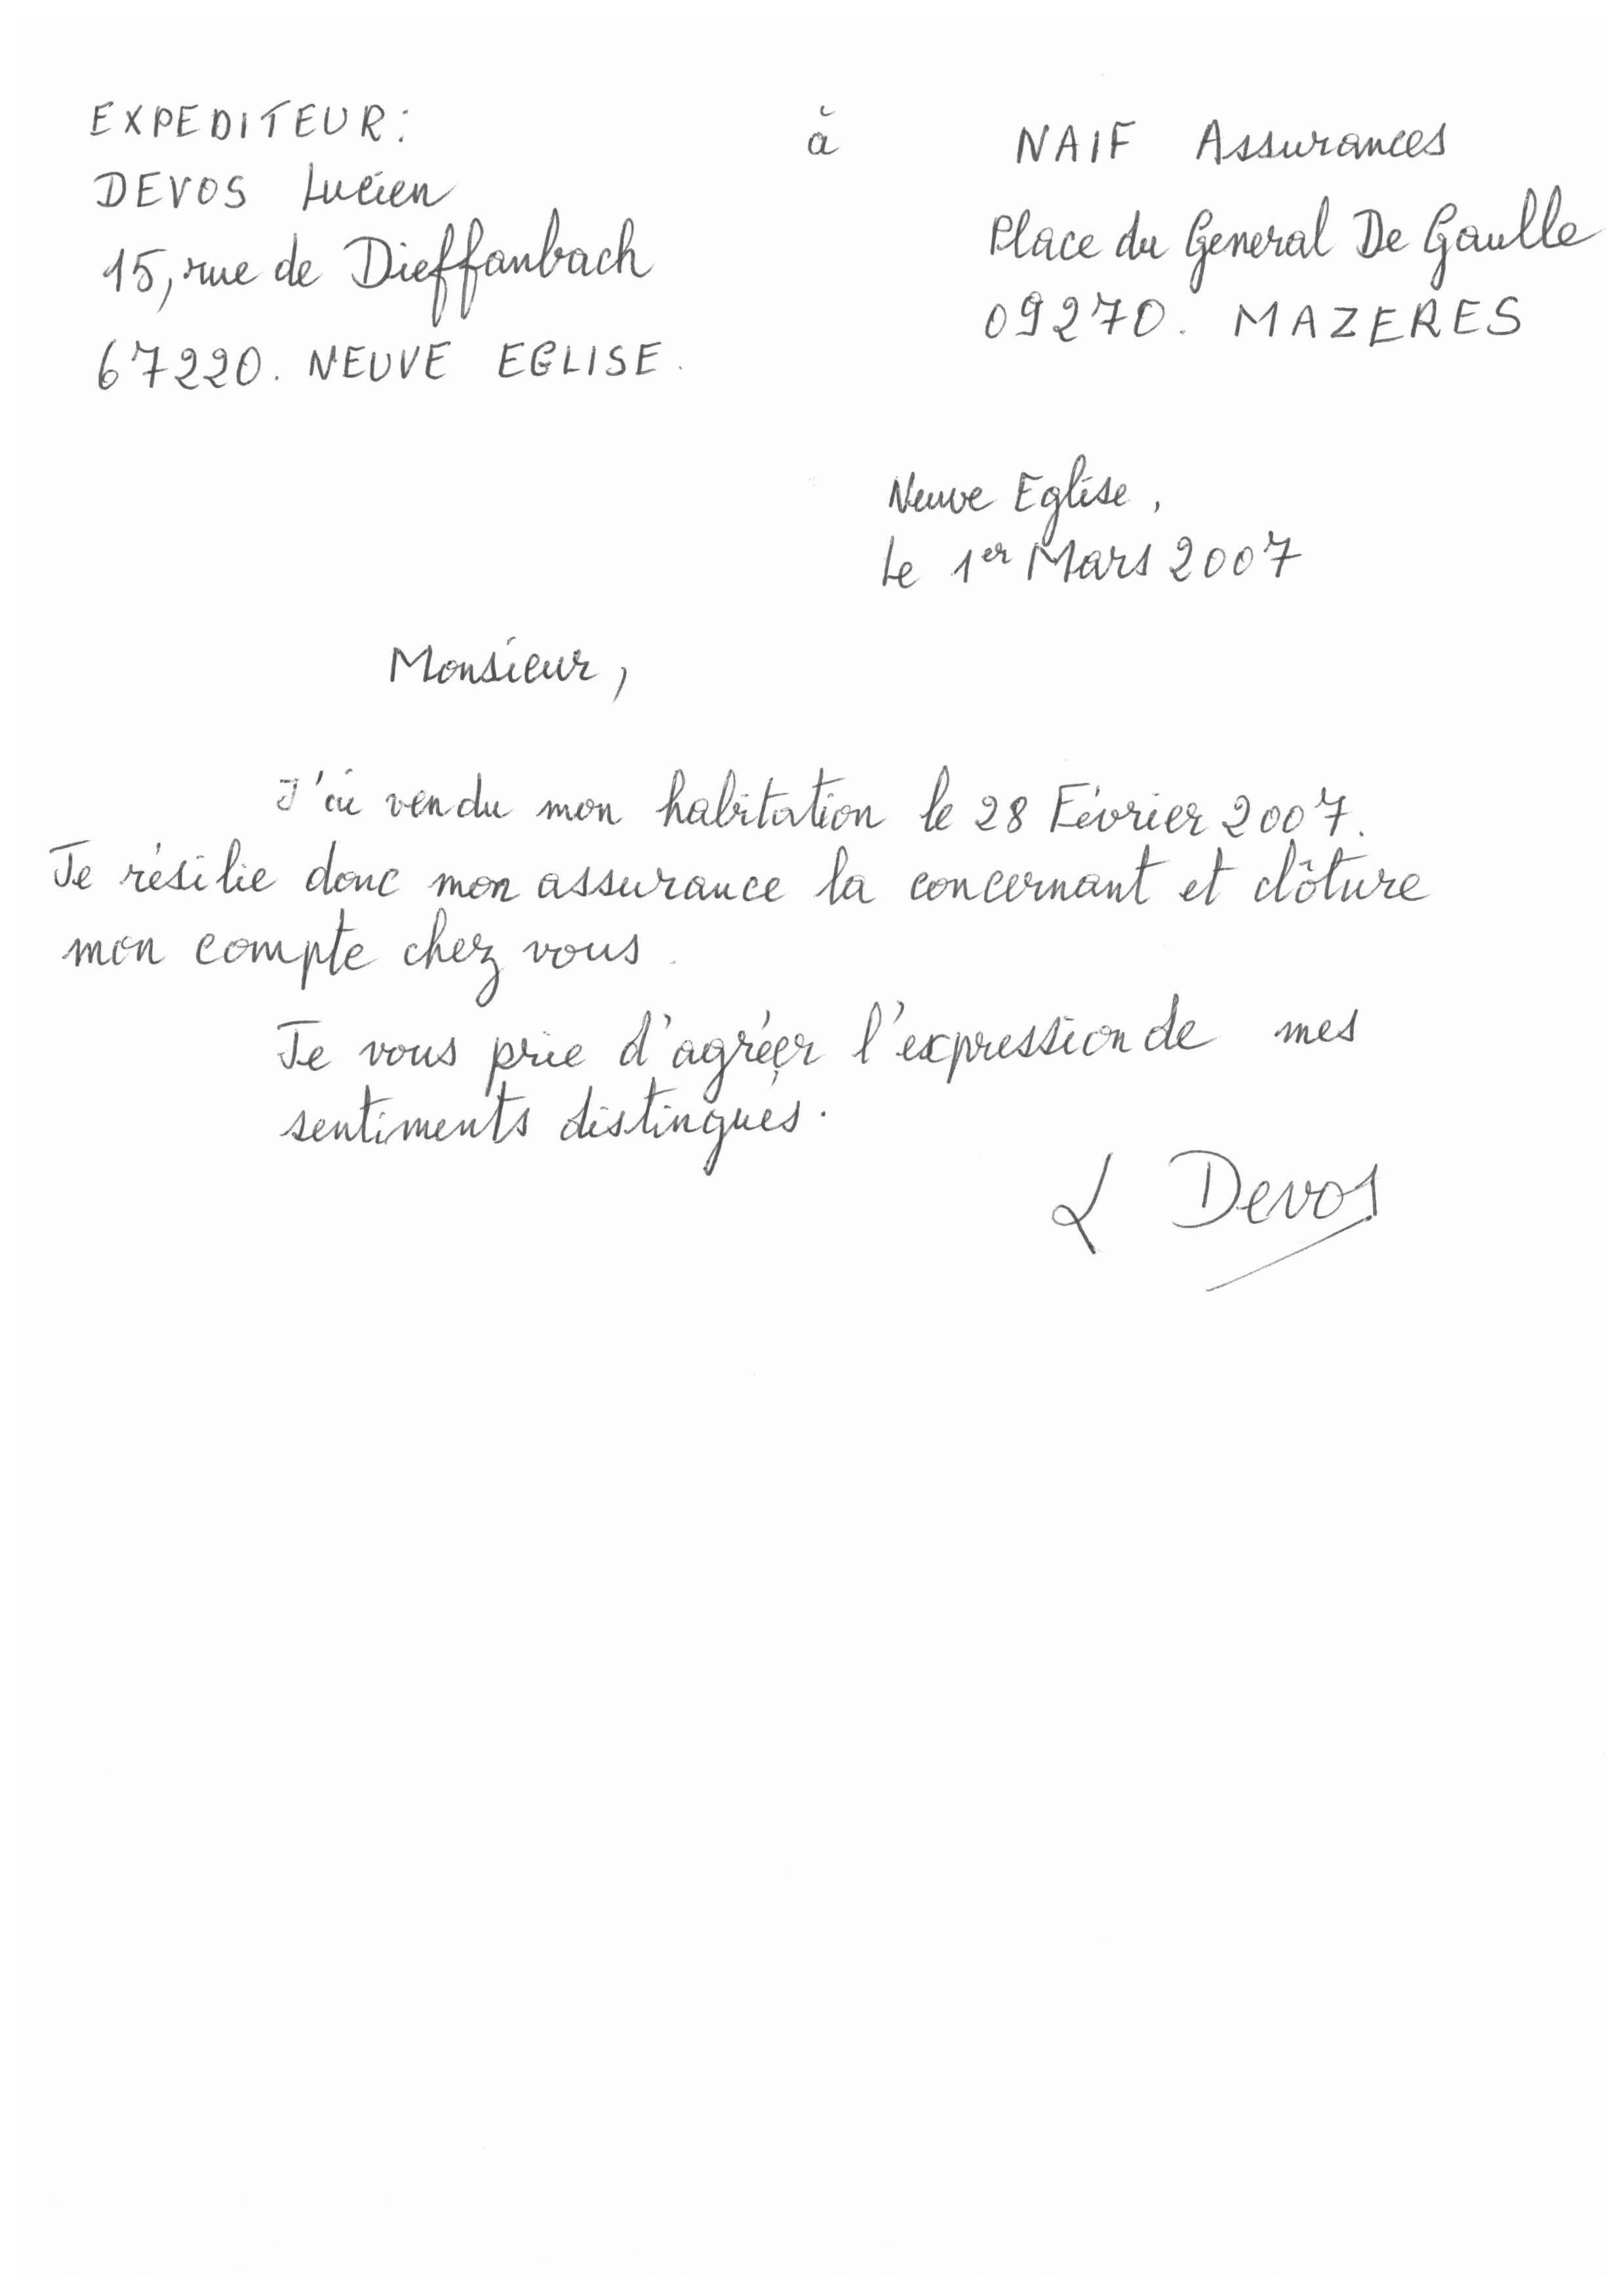 EXPEDITEUR:
DEVOS Lucien
15, rue de Dieffanbach
67220. NEUVE EGLISE.
à
NAIF Assurances
Place du General De Gaulle
09270. MAZERES
Neuve Eglise,
Le 1er Mars 2007
Monsieur,
J'ai vendu mon habitation le 28 Février 2007.
Je résilie donc mon assurance la concernant et clôture
mon compte chez vous.
Je vous prie d'agréer l'expression de mes
sentiments distingués.
L Devos